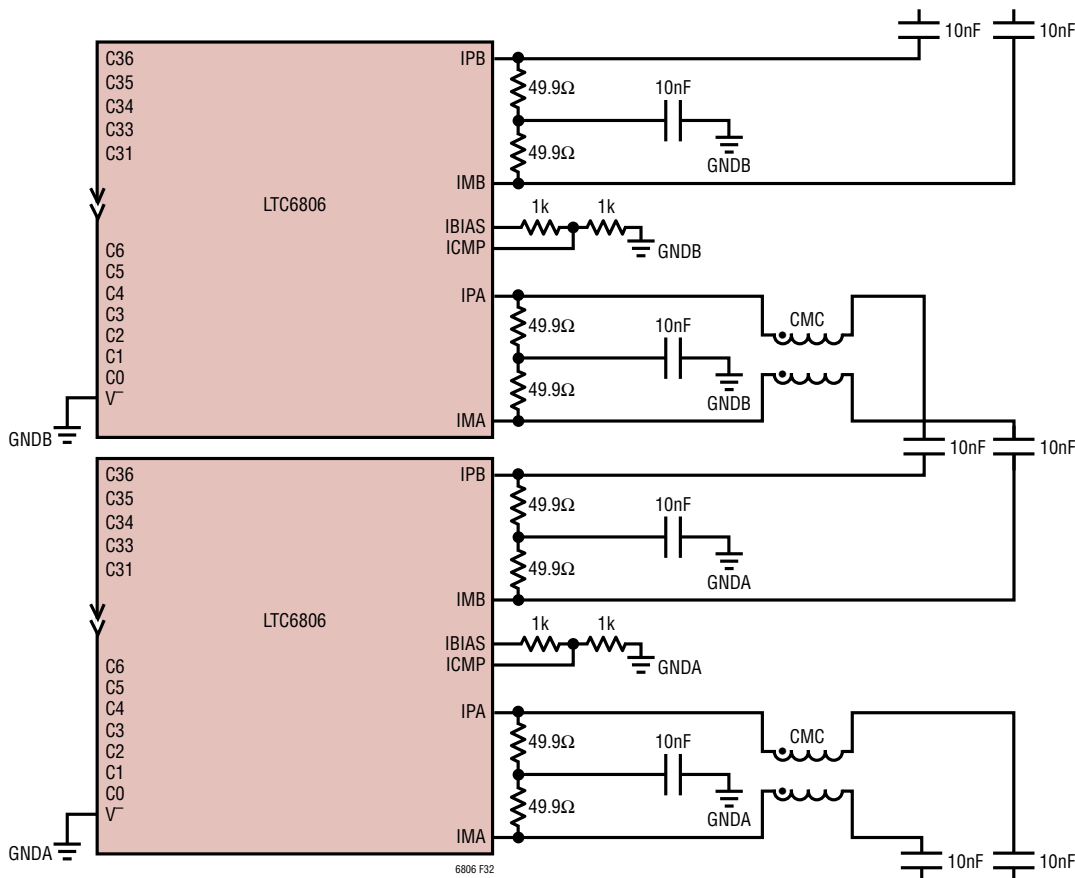 10nF
10nF
C36
C35
C34
C33
C31
C6
C5
C4
C3
C2
C1
C0
V–
GNDB
LTC6806
IPB
IMB
IBIAS
ICMP
IPA
IMA
49.9Ω
49.9Ω
10nF
GNDB
1k
1k
GNDB
49.9Ω
49.9Ω
10nF
GNDB
CMC
10nF
10nF
C36
C35
C34
C33
C31
C6
C5
C4
C3
C2
C1
C0
V–
GNDA
LTC6806
IPB
IMB
IBIAS
ICMP
IPA
IMA
49.9Ω
49.9Ω
10nF
GNDA
1k
1k
GNDA
49.9Ω
49.9Ω
10nF
GNDA
CMC
10nF
10nF
6806 F32